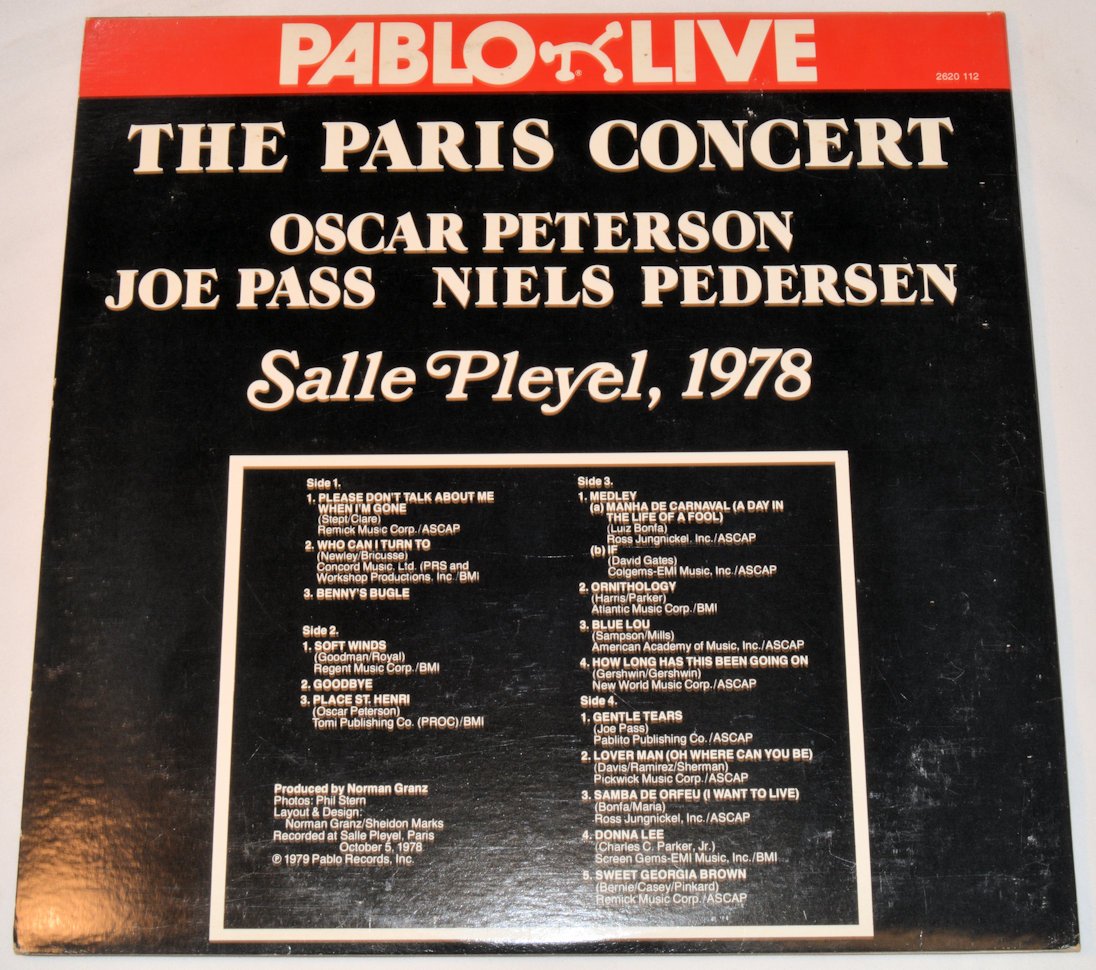 PABLO LIVE
®
2620 112
THE PARIS CONCERT
OSCAR PETERSON
JOE PASS NIELS PEDERSEN
Salle Pleyel, 1978
Side 1.
1. PLEASE DON'T TALK ABOUT ME
WHEN I'M GONE
(Stept/Clare)
Remick Music Corp./ASCAP
2. WHO CAN I TURN TO
(Newley/Bricusse)
Concord Music, Ltd. (PRS and
Workshop Productions, Inc./BMI
3. BENNY'S BUGLE
Side 2.
1. SOFT WINDS
(Goodman/Royal)
Regent Music Corp./BMI
2. GOODBYE
3. PLACE ST. HENRI
(Oscar Peterson)
Tomi Publishing Co. (PROC)/BMI
Produced by Norman Granz
Photos: Phil Stern
Layout & Design:
Norman Granz/Sheldon Marks
Recorded at Salle Pleyel, Paris
October 5, 1978
℗ 1979 Pablo Records, Inc.
Side 3.
1. MEDLEY
(a) MANHA DE CARNAVAL (A DAY IN
THE LIFE OF A FOOL)
(Luiz Bonfa)
Ross Jungnickel, Inc./ASCAP
(b) IF
(David Gates)
Colgems-EMI Music, Inc./ASCAP
2. ORNITHOLOGY
(Harris/Parker)
Atlantic Music Corp./BMI
3. BLUE LOU
(Sampson/Mills)
American Academy of Music, Inc./ASCAP
4. HOW LONG HAS THIS BEEN GOING ON
(Gershwin/Gershwin)
New World Music Corp./ASCAP
Side 4.
1. GENTLE TEARS
(Joe Pass)
Pablito Publishing Co./ASCAP
2. LOVER MAN (OH WHERE CAN YOU BE)
(Davis/Ramirez/Sherman)
Pickwick Music Corp./ASCAP
3. SAMBA DE ORFEU (I WANT TO LIVE)
(Bonfa/Maria)
Ross Jungnickel, Inc./ASCAP
4. DONNA LEE
(Charles C. Parker, Jr.)
Screen Gems-EMI Music, Inc./BMI
5. SWEET GEORGIA BROWN
(Bernie/Casey/Pinkard)
Remick Music Corp./ASCAP